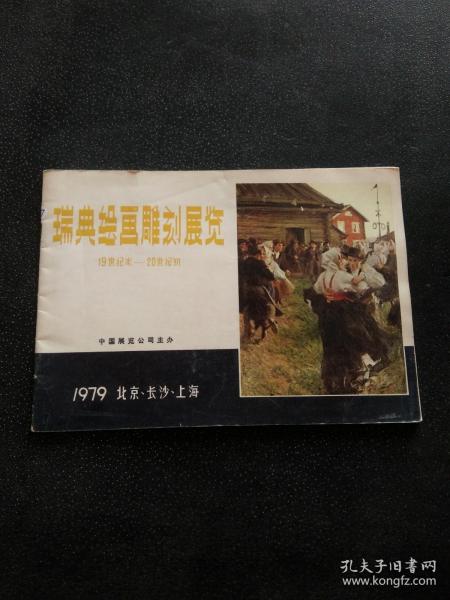 瑞典绘画雕刻展览
19世纪末—20世纪初
中国展览公司主办
1979 北京、长沙、上海
孔夫子旧书网
www.kongfz.com